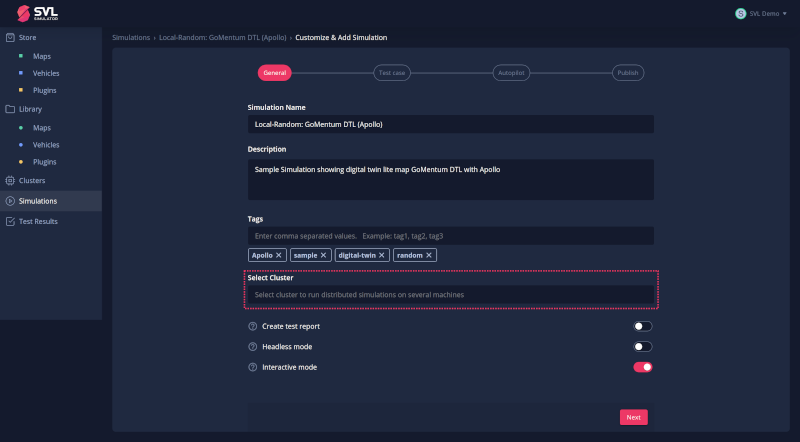 SVL
SIMULATOR
S SVL Demo
Store
Maps
Vehicles
Plugins
Library
Maps
Vehicles
Plugins
Clusters
Simulations
Test Results
Simulations › Local-Random: GoMentum DTL (Apollo) › Customize & Add Simulation
General
Test case
Autopilot
Publish
Simulation Name
Local-Random: GoMentum DTL (Apollo)
Description
Sample Simulation showing digital twin lite map GoMentum DTL with Apollo
Tags
Enter comma separated values. Example: tag1, tag2, tag3
Apollo ✕ sample ✕ digital-twin ✕ random ✕
Select Cluster
Select cluster to run distributed simulations on several machines
? Create test report
? Headless mode
? Interactive mode
Next